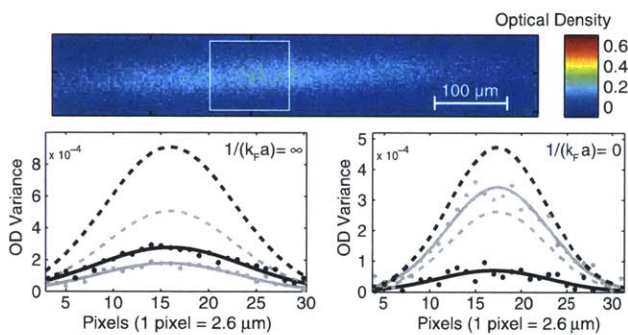 Optical Density
0.6
0.4
0.2
0
100 µm
x 10⁻⁴
1/(k_F a)= ∞
8
6
4
2
0
OD Variance
5 10 15 20 25 30
Pixels (1 pixel = 2.6 µm)
x 10⁻⁴
1/(k_F a)= 0
5
4
3
2
1
0
OD Variance
5 10 15 20 25 30
Pixels (1 pixel = 2.6 µm)